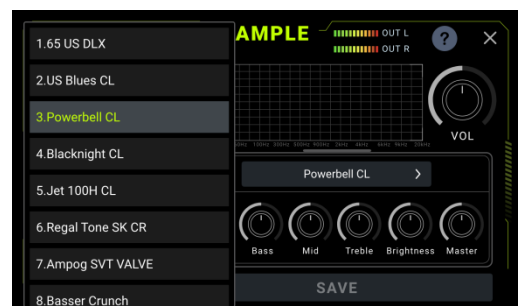 1.65 US DLX
2.US Blues CL
3.Powerbell CL
4.Blacknight CL
5.Jet 100H CL
6.Regal Tone SK CR
7.Ampog SVT VALVE
8.Basser Crunch
AMPLE
OUT L
OUT R
?
VOL
Powerbell CL
Bass Mid Treble Brightness Master
SAVE